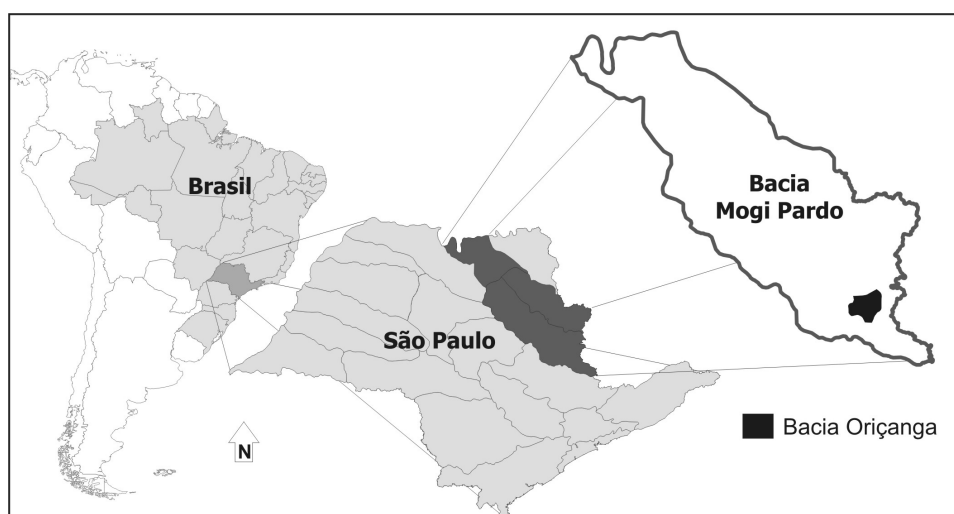 Brasil
Bacia
Mogi Pardo
São Paulo
Bacia Oriçanga
N